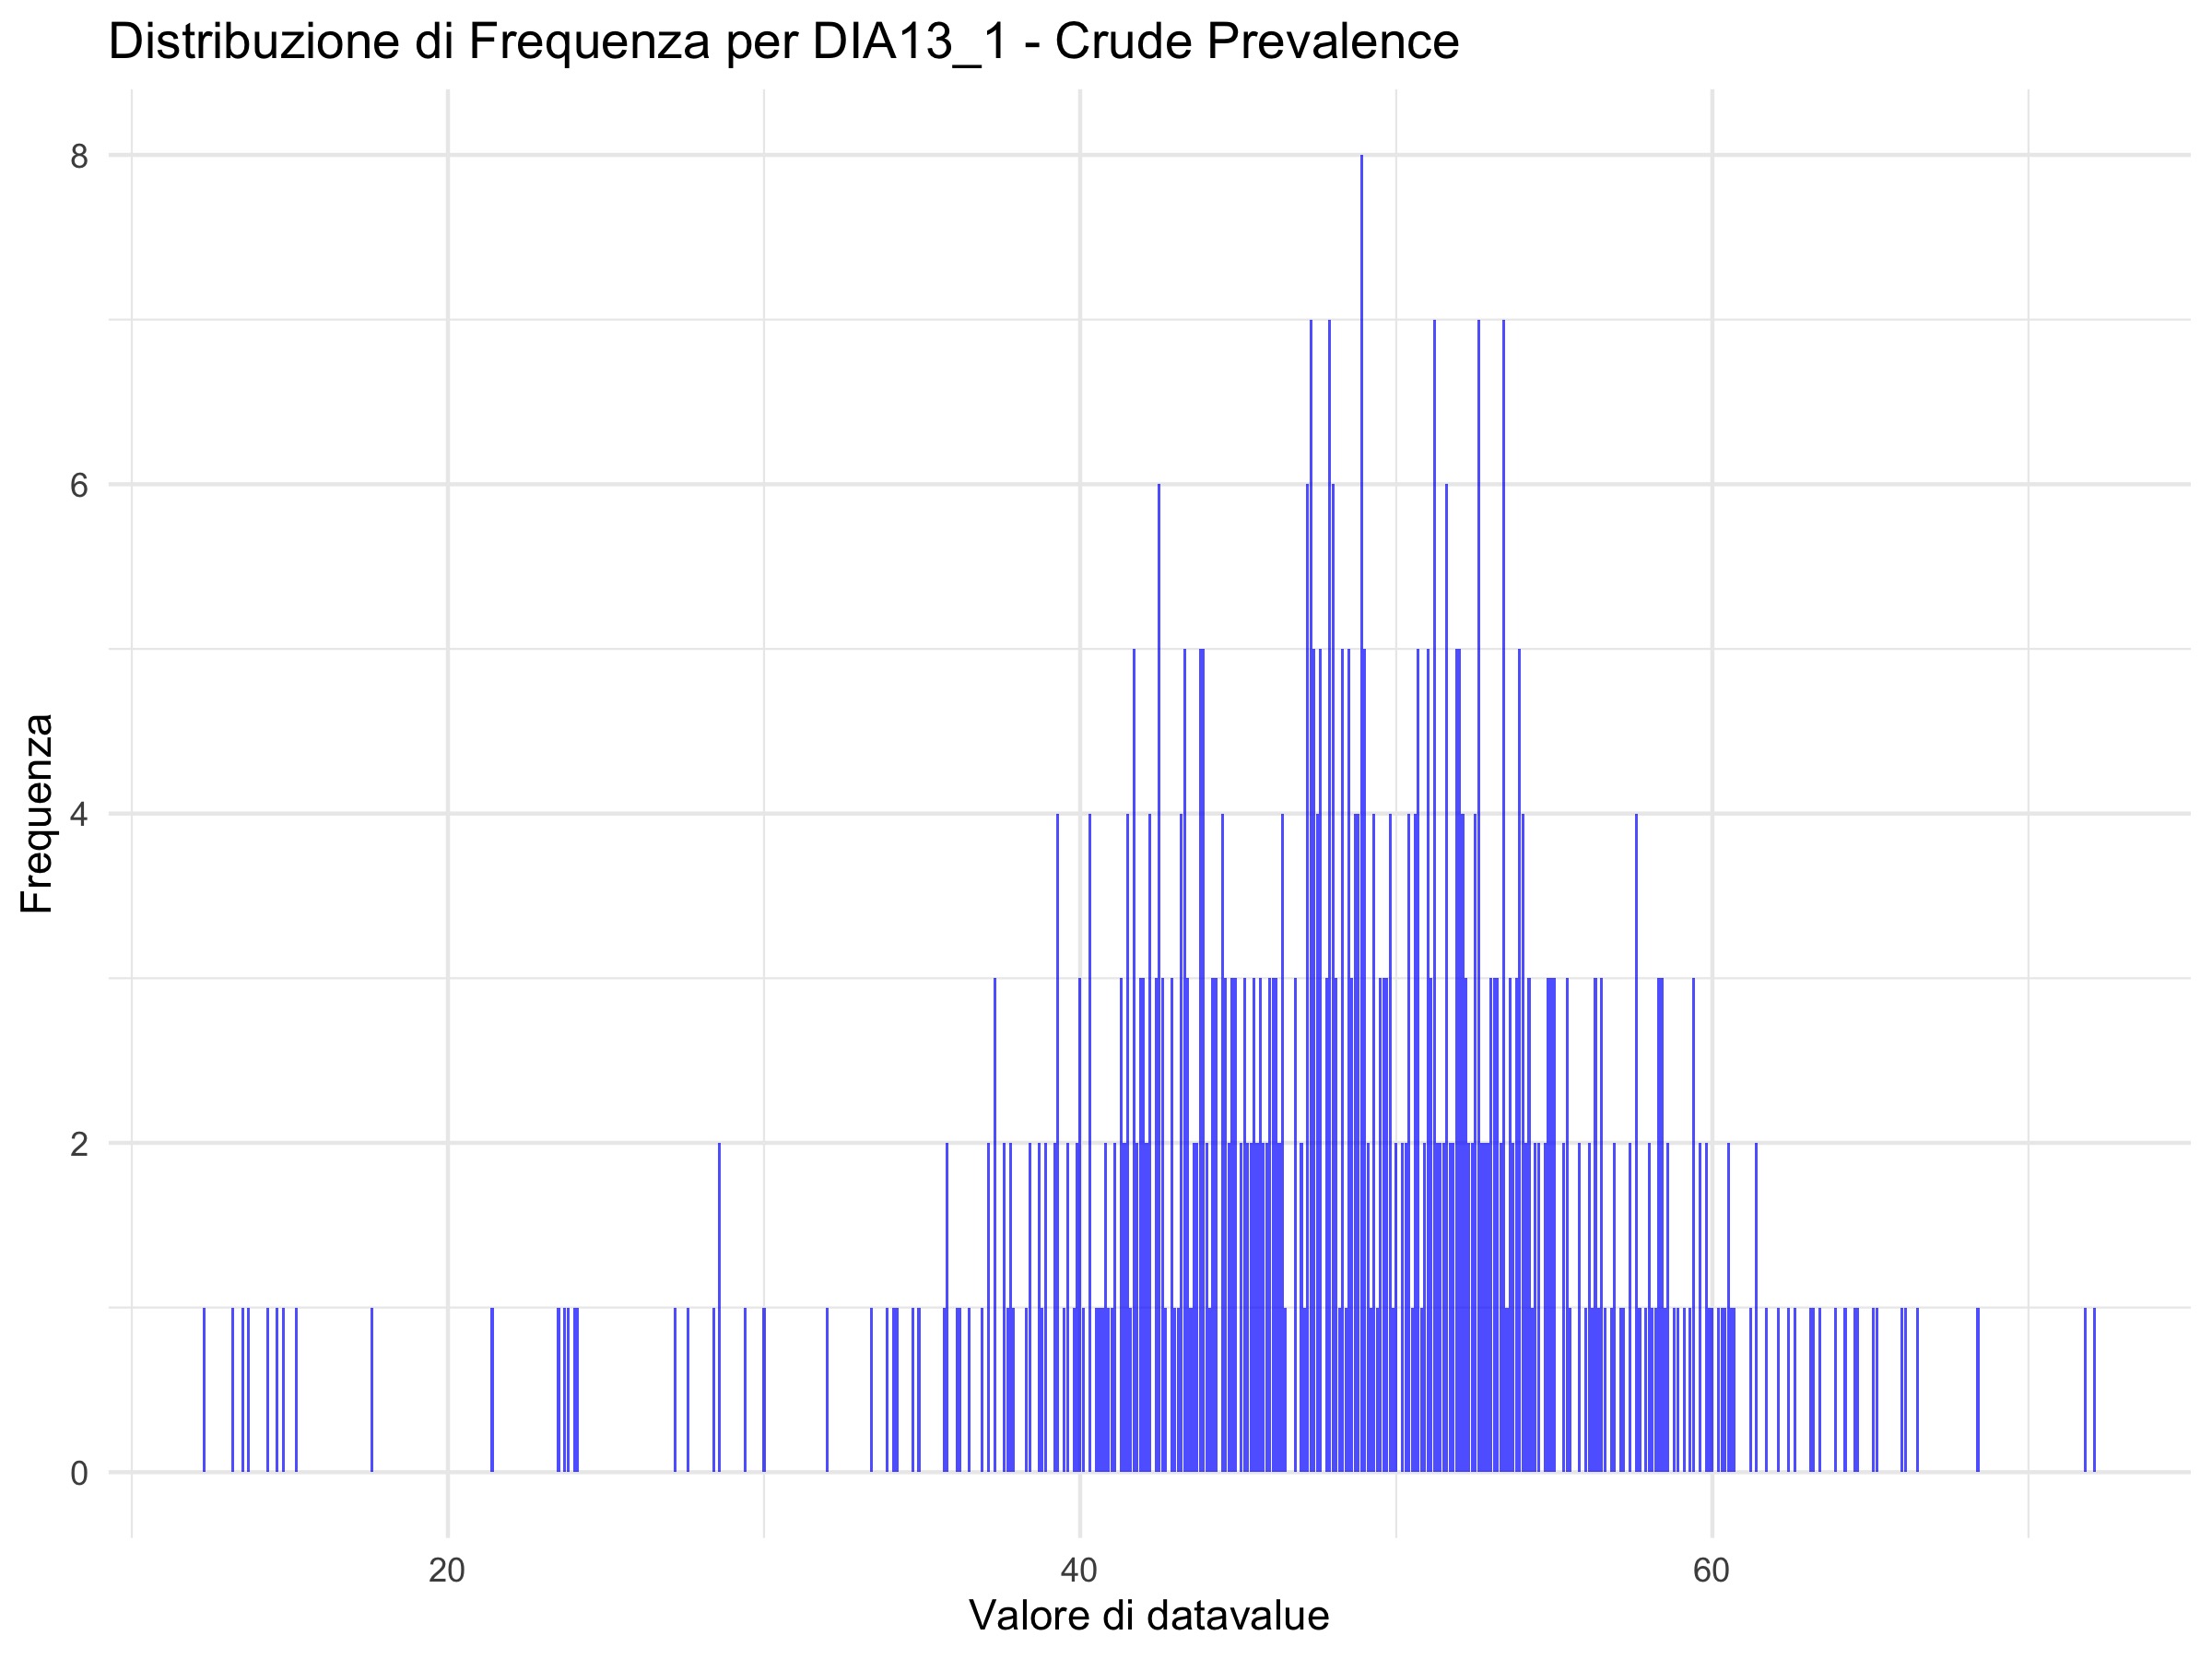 Distribuzione di Frequenza per DIA13_1 - Crude Prevalence
8
6
4
2
0
Frequenza
20 40 60
Valore di datavalue